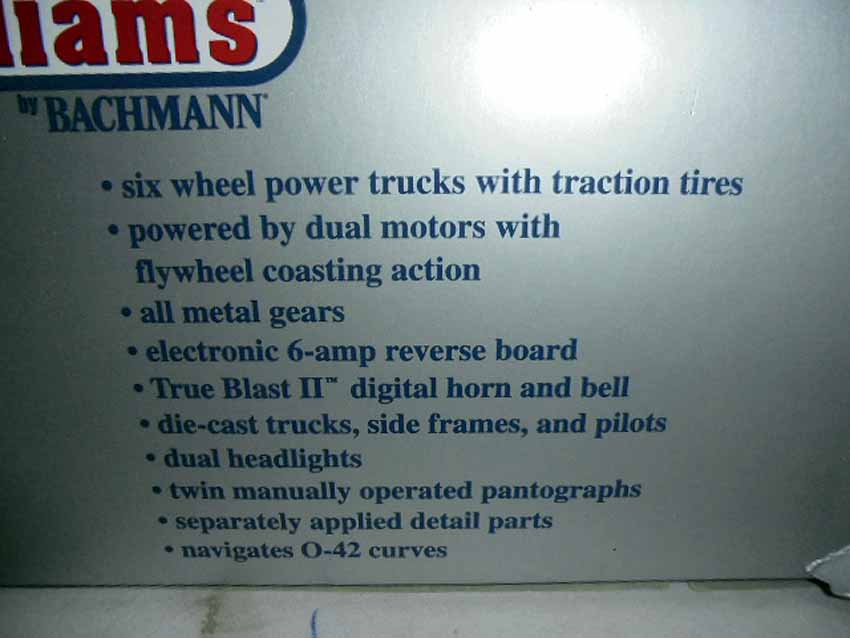 liams
by BACHMANN
• six wheel power trucks with traction tires
• powered by dual motors with
flywheel coasting action
• all metal gears
• electronic 6-amp reverse board
• True Blast II™ digital horn and bell
• die-cast trucks, side frames, and pilots
• dual headlights
• twin manually operated pantographs
• separately applied detail parts
• navigates O-42 curves